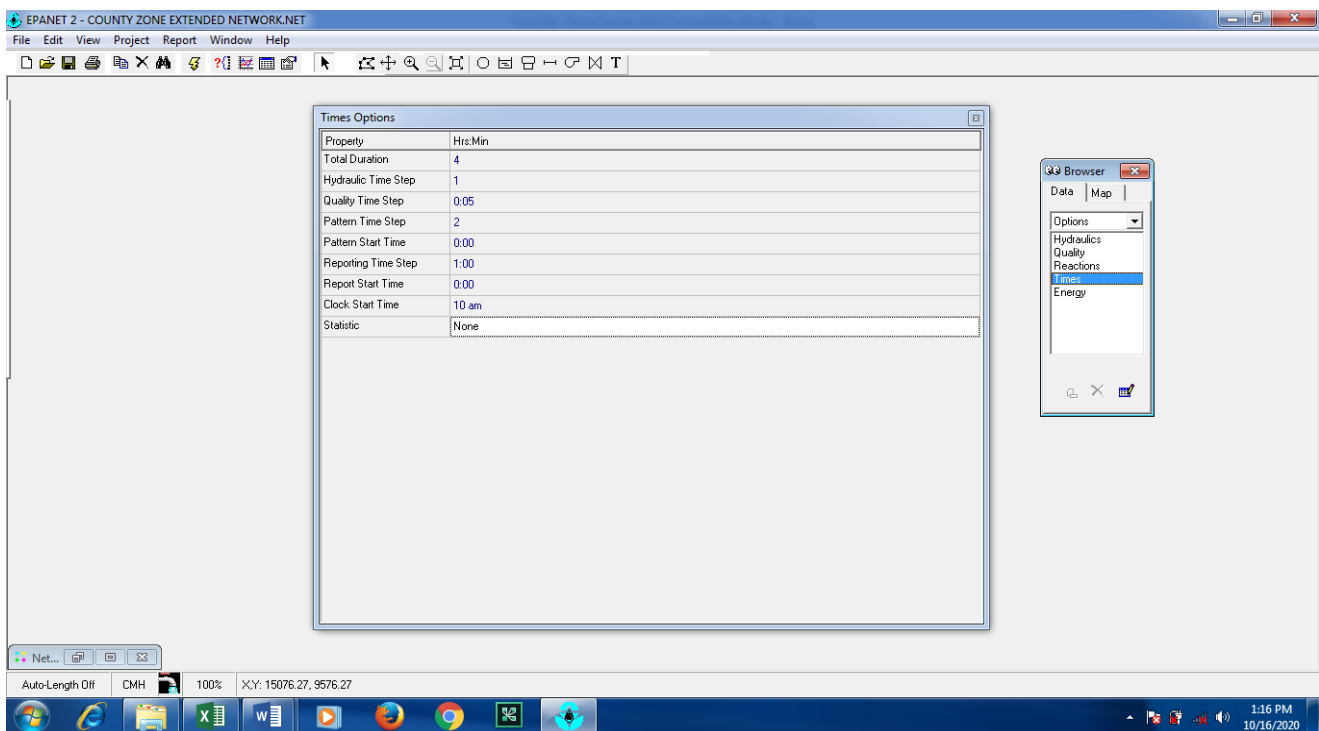 EPANET 2 - COUNTY ZONE EXTENDED NETWORK.NET
File Edit View Project Report Window Help
T
Times Options
Property Hrs:Min
Total Duration 4
Hydraulic Time Step 1
Quality Time Step 0:05
Pattern Time Step 2
Pattern Start Time 0:00
Reporting Time Step 1:00
Report Start Time 0:00
Clock Start Time 10 am
Statistic None
Browser
Data Map
Options
Hydraulics
Quality
Reactions
Times
Energy
Net...
Auto-Length Off CMH 100% X,Y: 15076.27, 9576.27
1:16 PM
10/16/2020